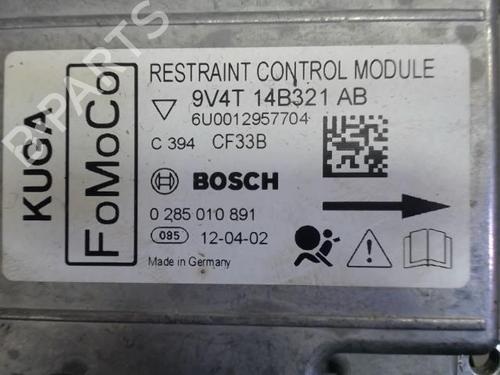 KUGA
FoMoCo
RESTRAINT CONTROL MODULE
9V4T 14B321 AB
6U0012957704
C 394 CF33B
BOSCH
0 285 010 891
085 12-04-02
Made in Germany
B PARTS